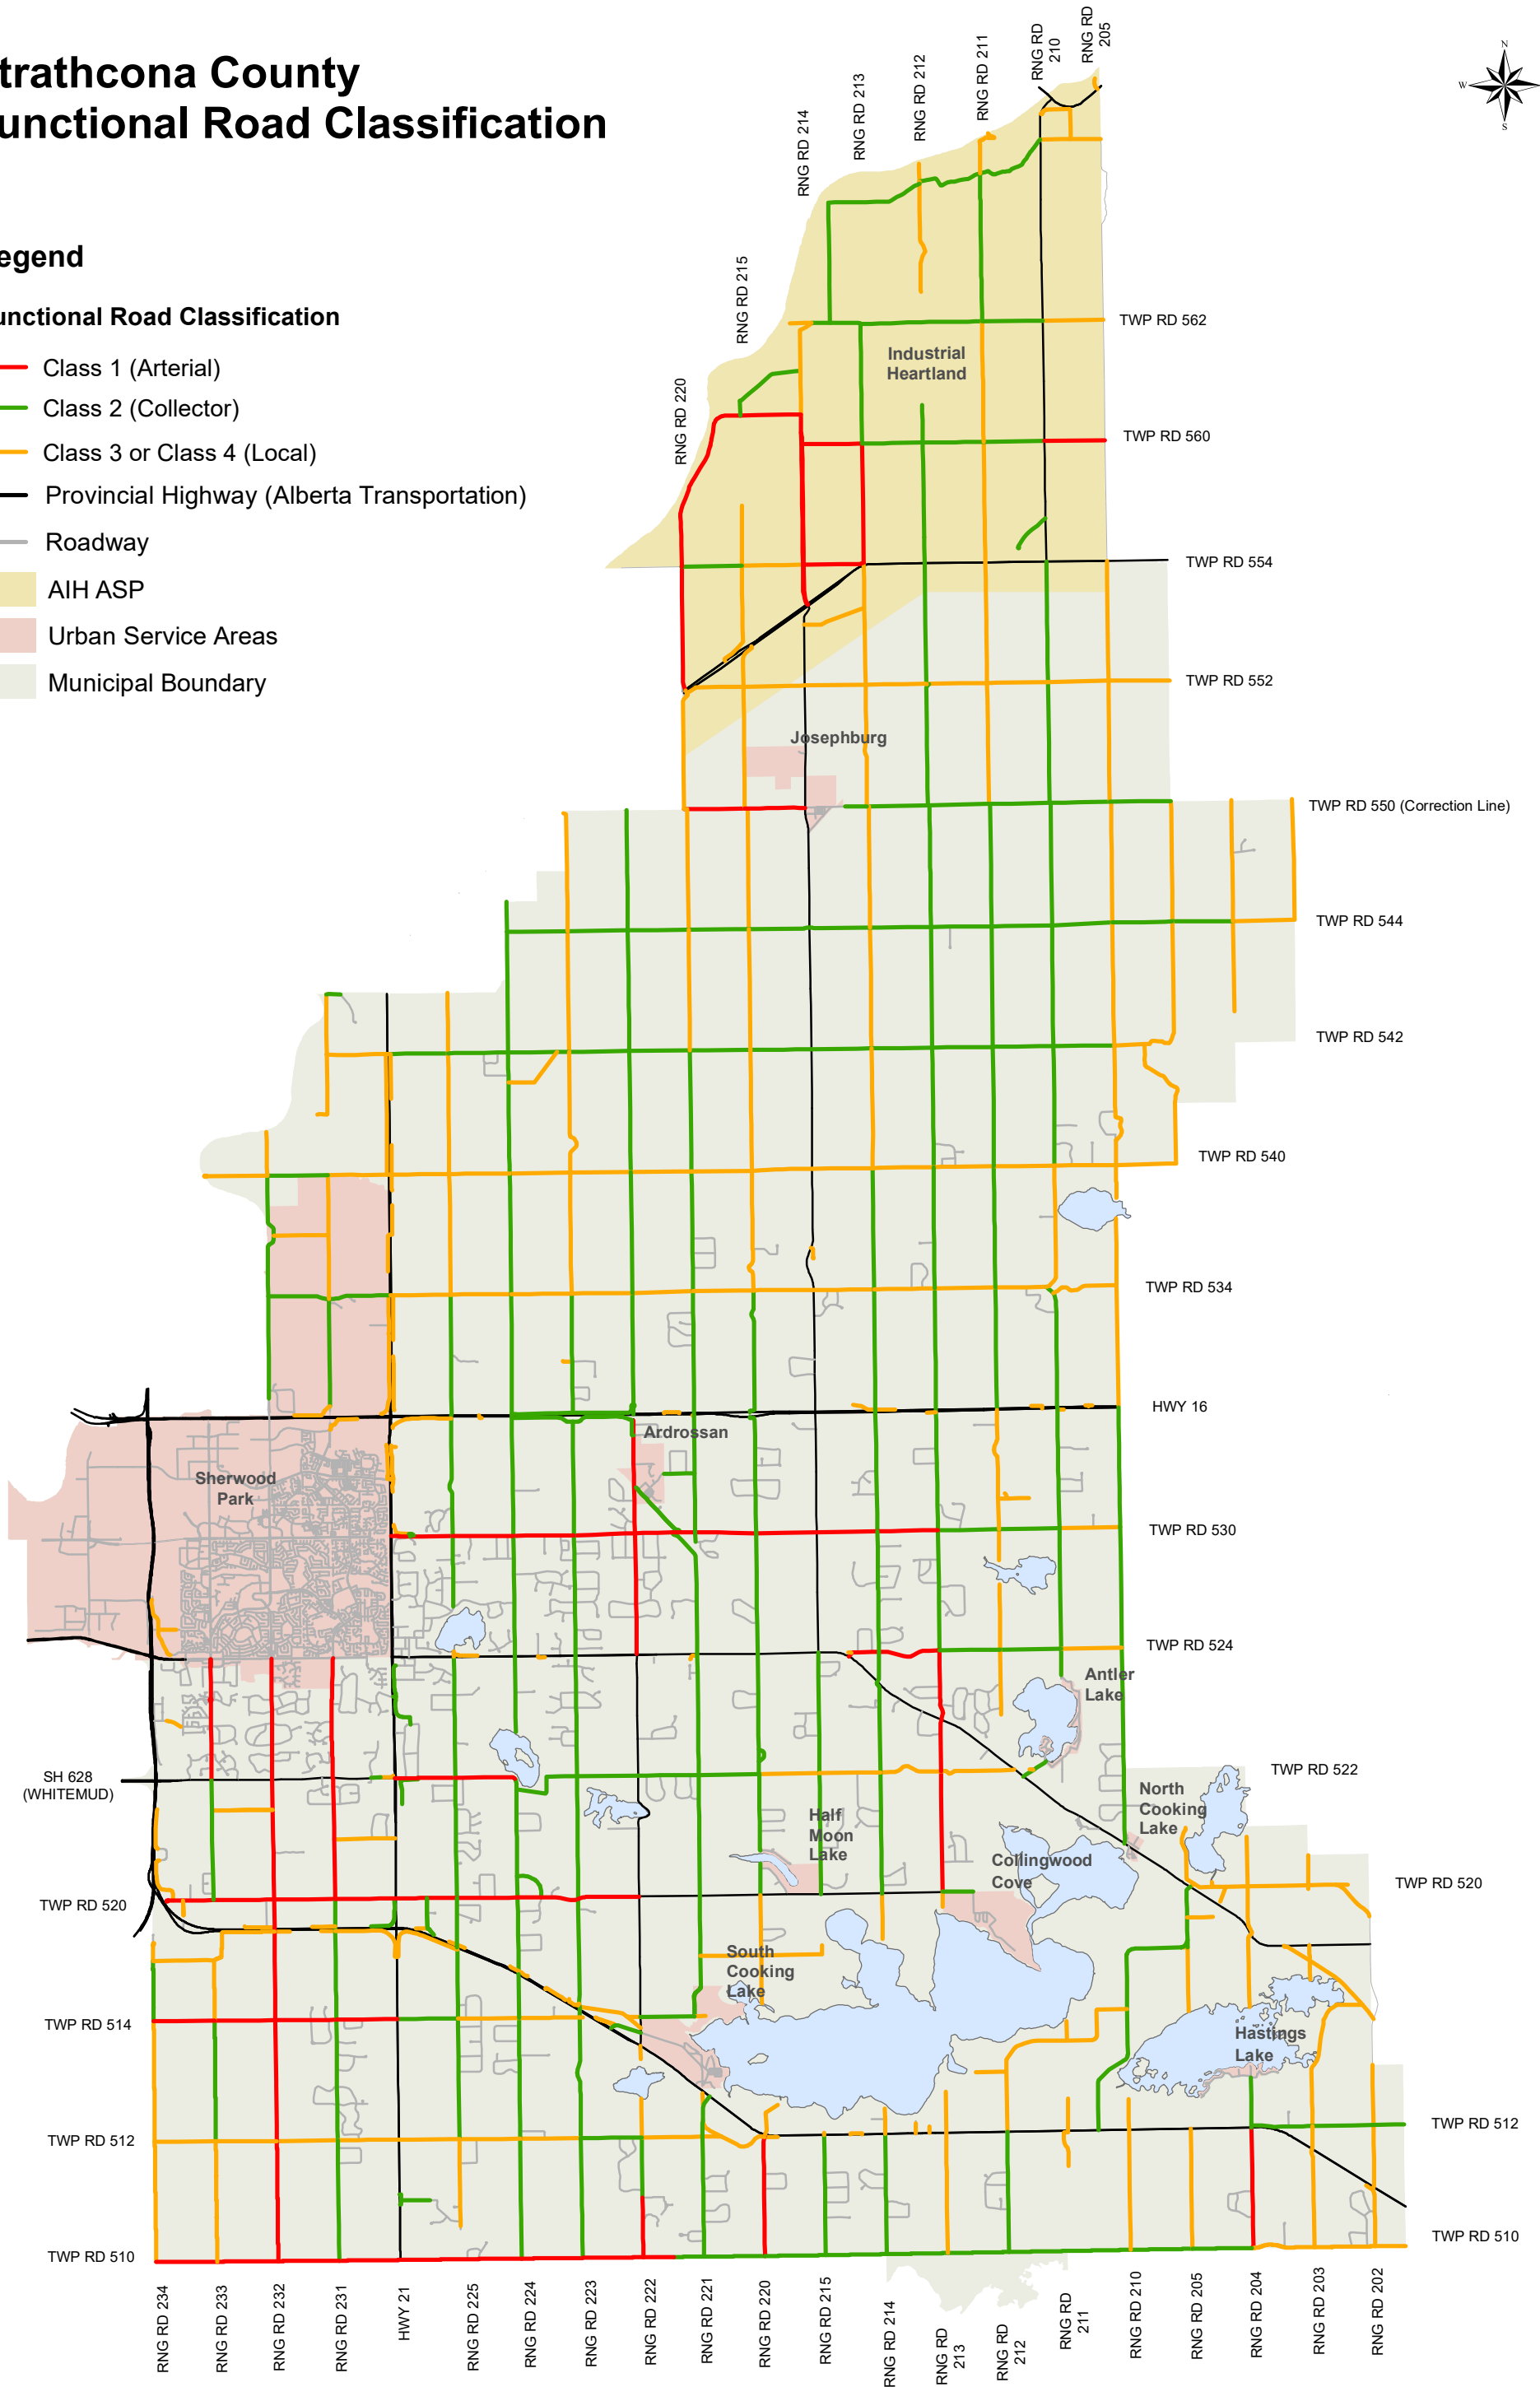 trathcona County
unctional Road Classification
egend
unctional Road Classification
Class 1 (Arterial)
Class 2 (Collector)
Class 3 or Class 4 (Local)
Provincial Highway (Alberta Transportation)
Roadway
AIH ASP
Urban Service Areas
Municipal Boundary
N
W
S
RNG RD 220
RNG RD 215
RNG RD 214
RNG RD 213
RNG RD 212
RNG RD 211
RNG RD
210
RNG RD
205
TWP RD 562
Industrial
Heartland
TWP RD 560
TWP RD 554
TWP RD 552
Josephburg
TWP RD 550 (Correction Line)
TWP RD 544
TWP RD 542
TWP RD 540
TWP RD 534
HWY 16
Ardrossan
Sherwood
Park
TWP RD 530
TWP RD 524
Antler
Lake
SH 628
(WHITEMUD)
TWP RD 522
North
Cooking
Lake
Half
Moon
Lake
Collingwood
Cove
TWP RD 520
TWP RD 520
South
Cooking
Lake
TWP RD 514
Hastings
Lake
TWP RD 512
TWP RD 512
TWP RD 510
TWP RD 510
RNG RD 234
RNG RD 233
RNG RD 232
RNG RD 231
HWY 21
RNG RD 225
RNG RD 224
RNG RD 223
RNG RD 222
RNG RD 221
RNG RD 220
RNG RD 215
RNG RD 214
RNG RD
213
RNG RD
212
RNG RD
211
RNG RD 210
RNG RD 205
RNG RD 204
RNG RD 203
RNG RD 202